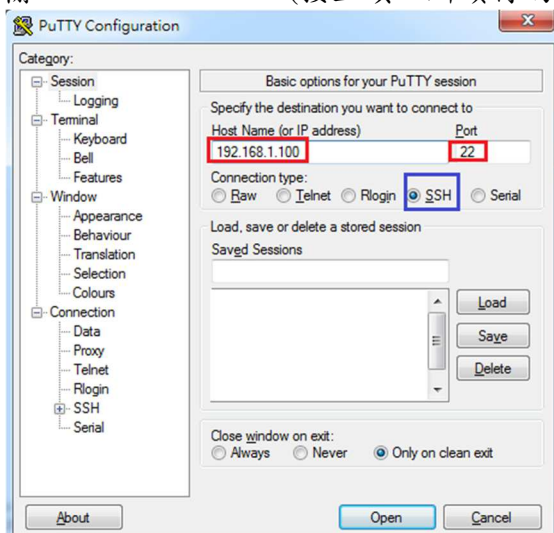 PuTTY Configuration
Category:
Session
Logging
Terminal
Keyboard
Bell
Features
Window
Appearance
Behaviour
Translation
Selection
Colours
Connection
Data
Proxy
Telnet
Rlogin
SSH
Serial
Basic options for your PuTTY session
Specify the destination you want to connect to
Host Name (or IP address) Port
192.168.1.100 22
Connection type:
Raw Telnet Rlogin SSH Serial
Load, save or delete a stored session
Saved Sessions
Load
Save
Delete
Close window on exit:
Always Never Only on clean exit
About Open Cancel